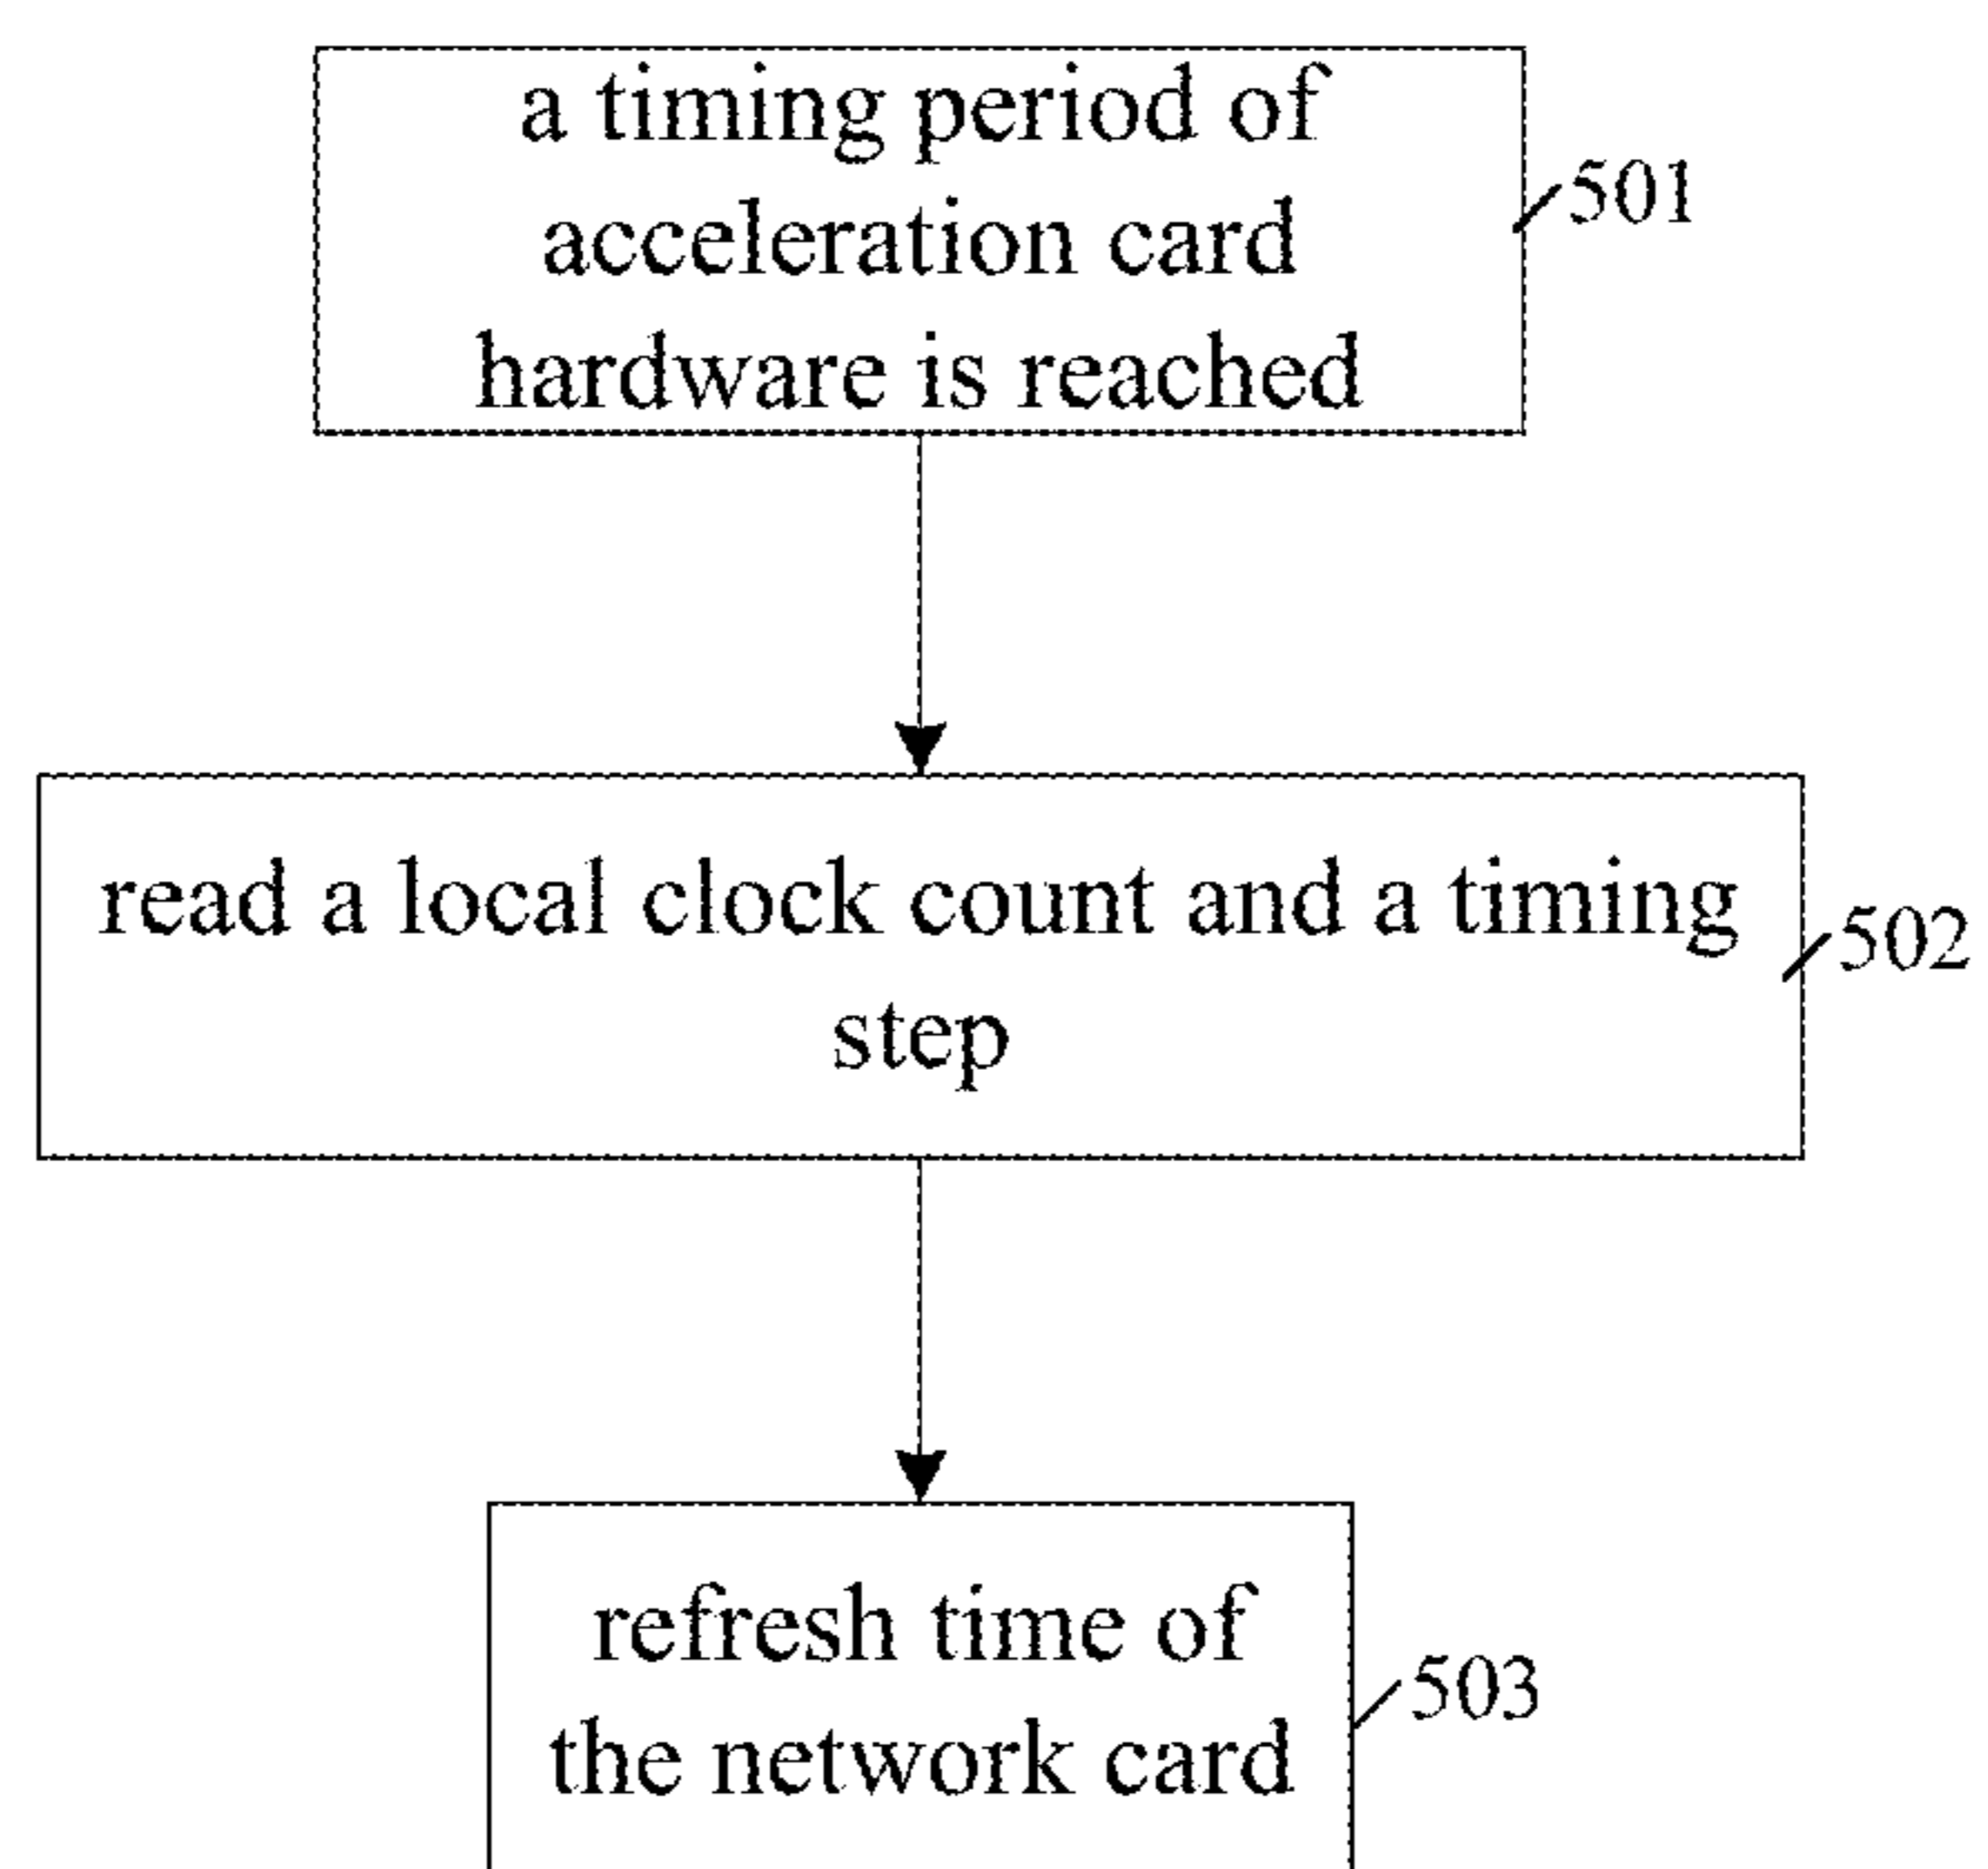 a timing period of
acceleration card
hardware is reached
501
read a local clock count and a timing
step
502
refresh time of
the network card
503